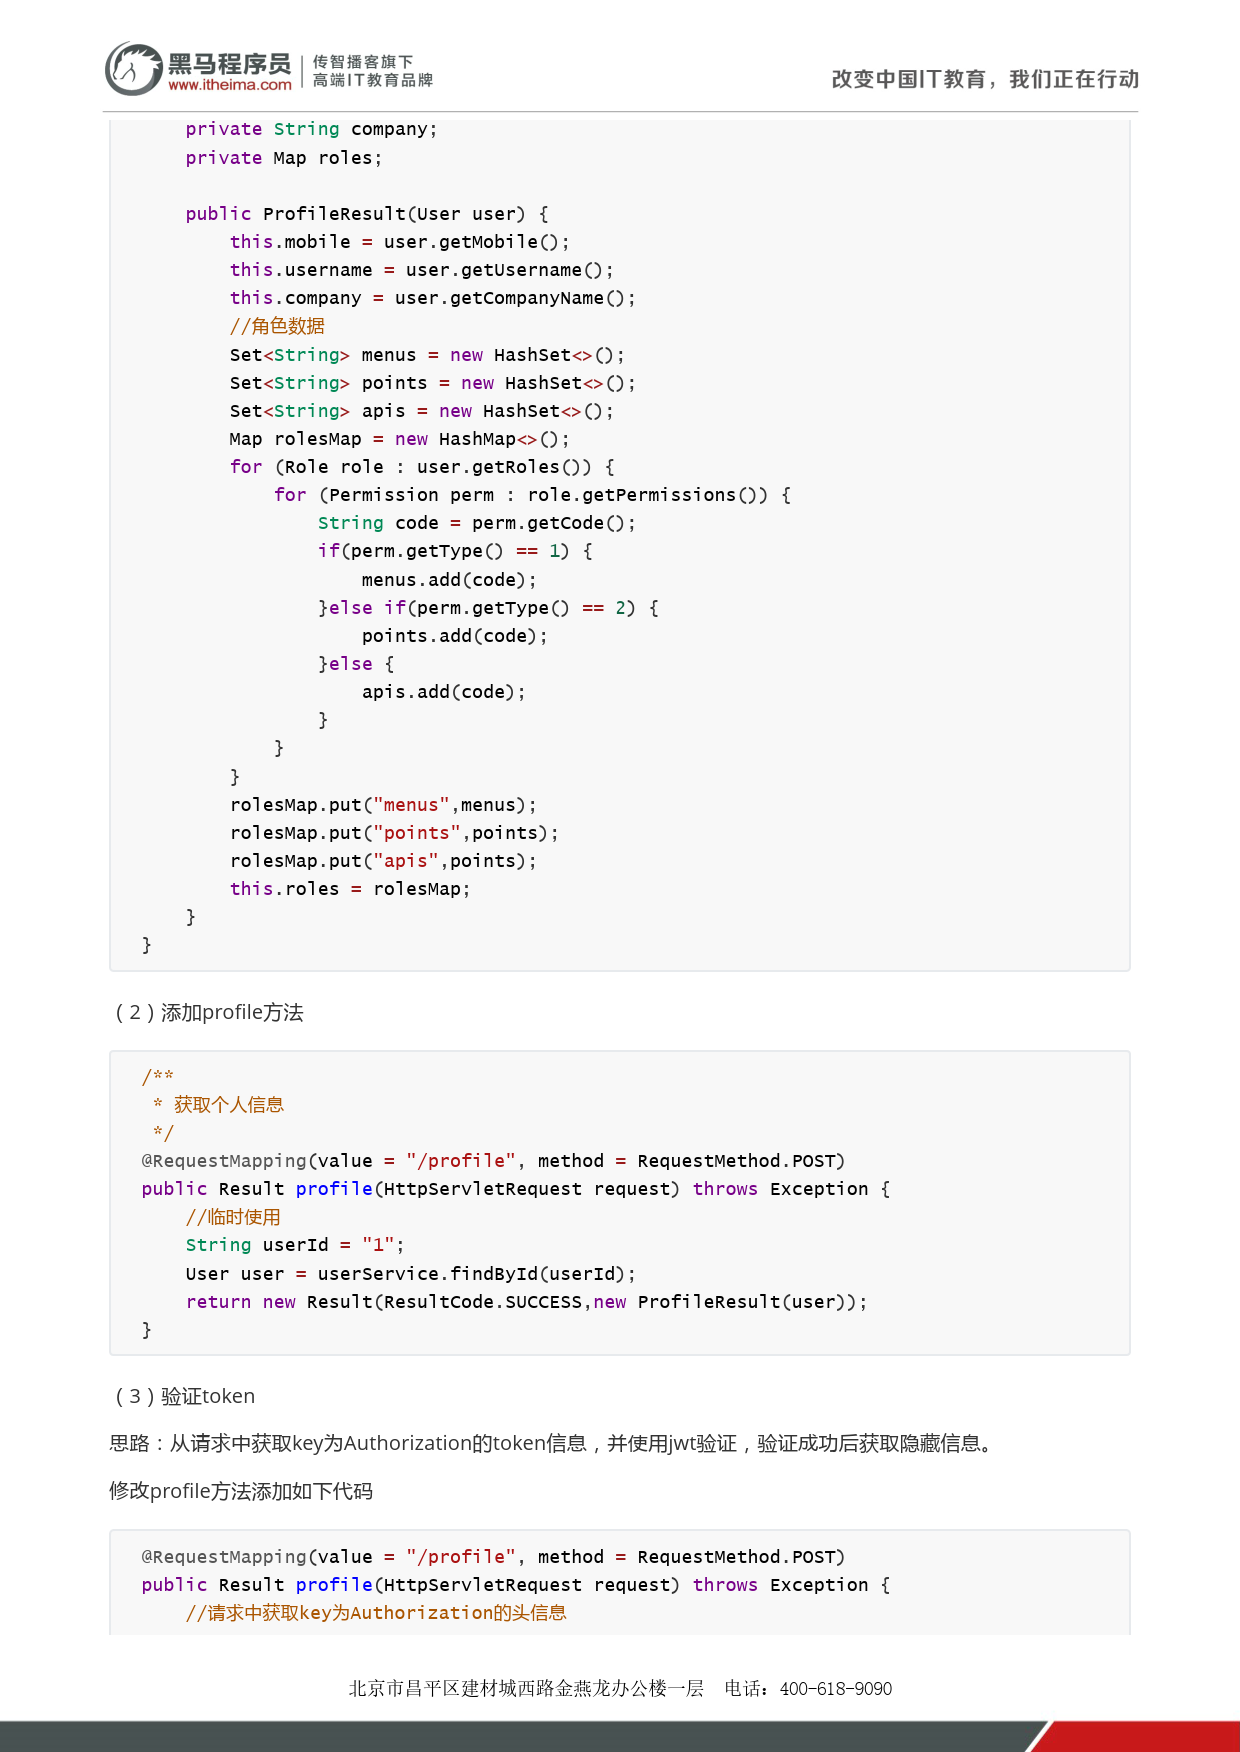 黑马程序员
www.itheima.com
传智播客旗下
高端IT教育品牌
改变中国IT教育，我们正在行动
    private String company;
    private Map roles;

    public ProfileResult(User user) {
        this.mobile = user.getMobile();
        this.username = user.getUsername();
        this.company = user.getCompanyName();
        //角色数据
        Set<String> menus = new HashSet<>();
        Set<String> points = new HashSet<>();
        Set<String> apis = new HashSet<>();
        Map rolesMap = new HashMap<>();
        for (Role role : user.getRoles()) {
            for (Permission perm : role.getPermissions()) {
                String code = perm.getCode();
                if(perm.getType() == 1) {
                    menus.add(code);
                }else if(perm.getType() == 2) {
                    points.add(code);
                }else {
                    apis.add(code);
                }
            }
        }
        rolesMap.put("menus",menus);
        rolesMap.put("points",points);
        rolesMap.put("apis",points);
        this.roles = rolesMap;
    }
}
（2）添加profile方法
/**
 * 获取个人信息
 */
@RequestMapping(value = "/profile", method = RequestMethod.POST)
public Result profile(HttpServletRequest request) throws Exception {
    //临时使用
    String userId = "1";
    User user = userService.findById(userId);
    return new Result(ResultCode.SUCCESS,new ProfileResult(user));
}
（3）验证token
思路：从请求中获取key为Authorization的token信息，并使用jwt验证，验证成功后获取隐藏信息。
修改profile方法添加如下代码
@RequestMapping(value = "/profile", method = RequestMethod.POST)
public Result profile(HttpServletRequest request) throws Exception {
    //请求中获取key为Authorization的头信息
北京市昌平区建材城西路金燕龙办公楼一层 电话：400-618-9090